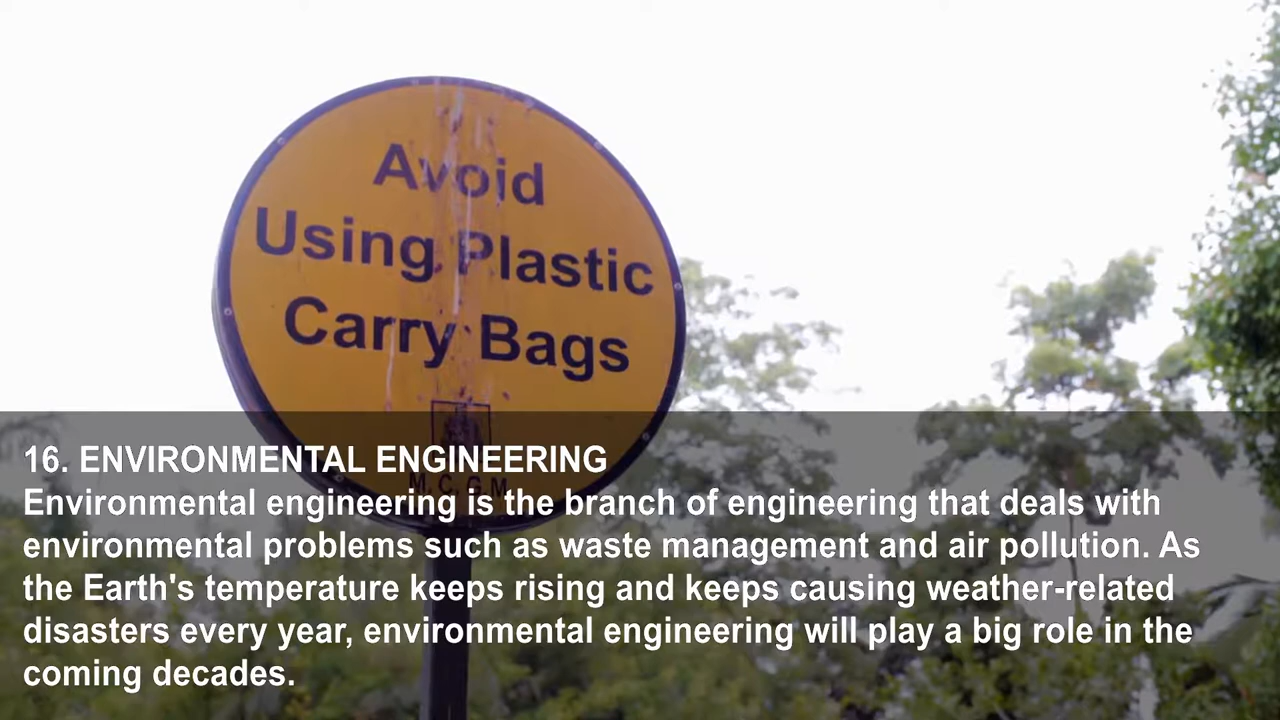 Avoid
Using Plastic
Carry Bags
M.C.G.M.
16. ENVIRONMENTAL ENGINEERING
Environmental engineering is the branch of engineering that deals with
environmental problems such as waste management and air pollution. As
the Earth's temperature keeps rising and keeps causing weather-related
disasters every year, environmental engineering will play a big role in the
coming decades.